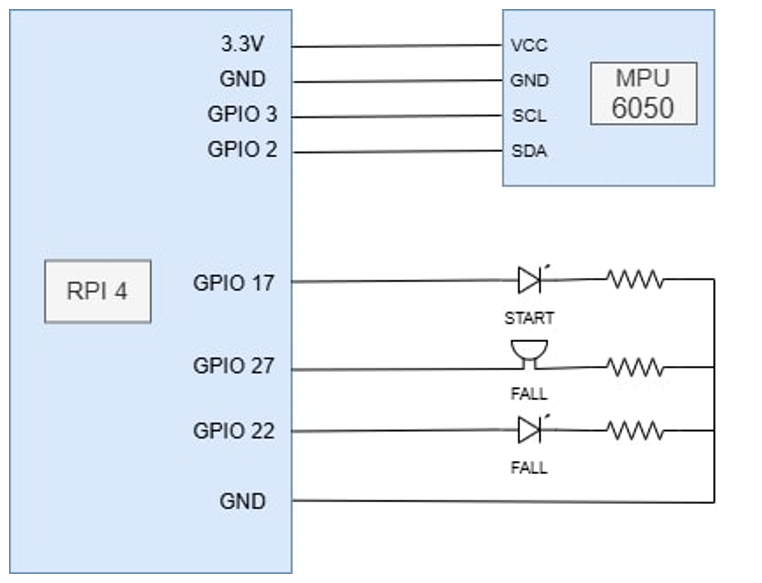 3.3V
GND
GPIO 3
GPIO 2
VCC
GND
SCL
SDA
MPU
6050
RPI 4
GPIO 17
START
GPIO 27
FALL
GPIO 22
FALL
GND